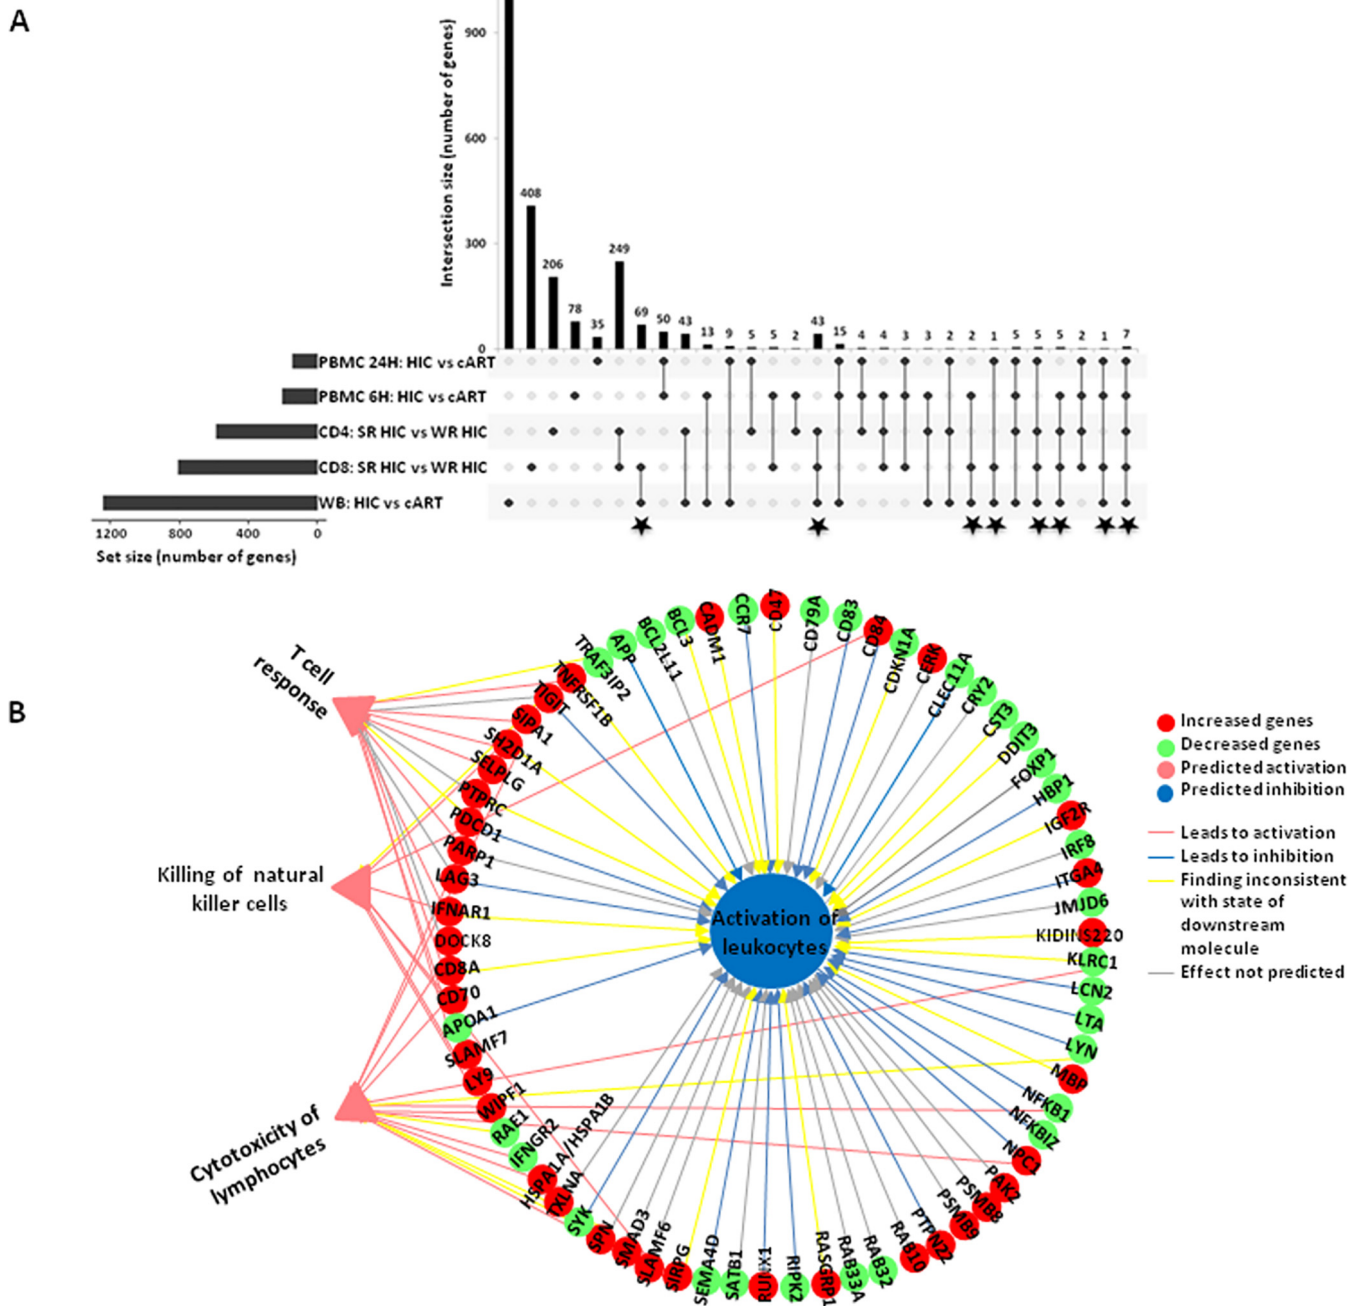 A
Intersection size (number of genes)
900
600
300
0
408
206
78
35
249
69
50
43
13
9
5
5
2
43
15
4
4
3
3
2
2
1
5
5
5
2
1
7
PBMC 24H: HIC vs cART
PBMC 6H: HIC vs cART
CD4: SR HIC vs WR HIC
CD8: SR HIC vs WR HIC
WB: HIC vs cART
1200 800 400 0
Set size (number of genes)
B
T cell
response
Killing of natural
killer cells
Cytotoxicity of
lymphocytes
Activation of
leukocytes
TRAF3IP2
APP
BCL2L11
BCL3
CADM1
CCR7
CD47
CD79A
CD83
CD84
CDKN1A
CERK
CLEC11A
CRY2
CST3
DDIT3
FOXP1
HBP1
IGF2R
IRF8
ITGA4
JMJD6
KIDINS220
KLRC1
LCN2
LTA
LYN
MBP
NFKB1
NFKBIZ
NPC1
PAK2
PSMB8
PSMB9
PTPN22
RAB10
RAB32
RAB33A
RASGRP1
RIPK2
RUNX1
SATB1
SEMA4D
SIRPG
SLAMF6
SMAD3
SPN
SYK
TXLNA
HSPA1A/HSPA1B
IFNGR2
RAE1
WIPF1
LY9
SLAMF7
APOA1
CD70
CD8A
DOCK8
IFNAR1
LAG3
PARP1
PDCD1
PTPRC
SELPLG
SH2D1A
SIPA1
TIGIT
TNFRSF1B
Increased genes
Decreased genes
Predicted activation
Predicted inhibition
Leads to activation
Leads to inhibition
Finding inconsistent
with state of
downstream
molecule
Effect not predicted